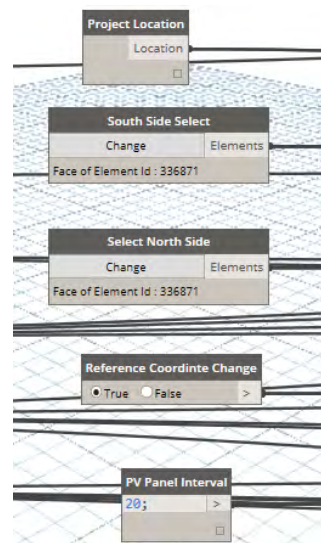 Project Location
Location
South Side Select
Change Elements
Face of Element Id : 336871
Select North Side
Change Elements
Face of Element Id : 336871
Reference Coordinte Change
True False >
PV Panel Interval
20; >